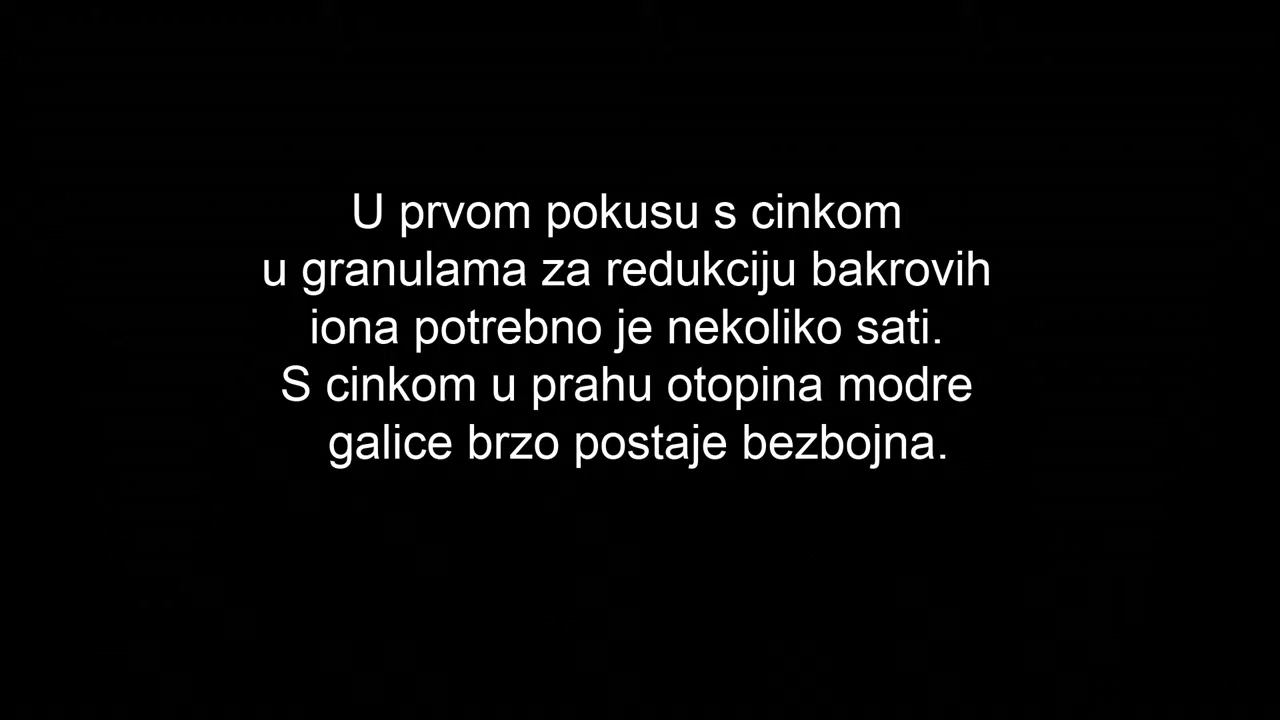 U prvom pokusu s cinkom
u granulama za redukciju bakrovih
iona potrebno je nekoliko sati.
S cinkom u prahu otopina modre
galice brzo postaje bezbojna.